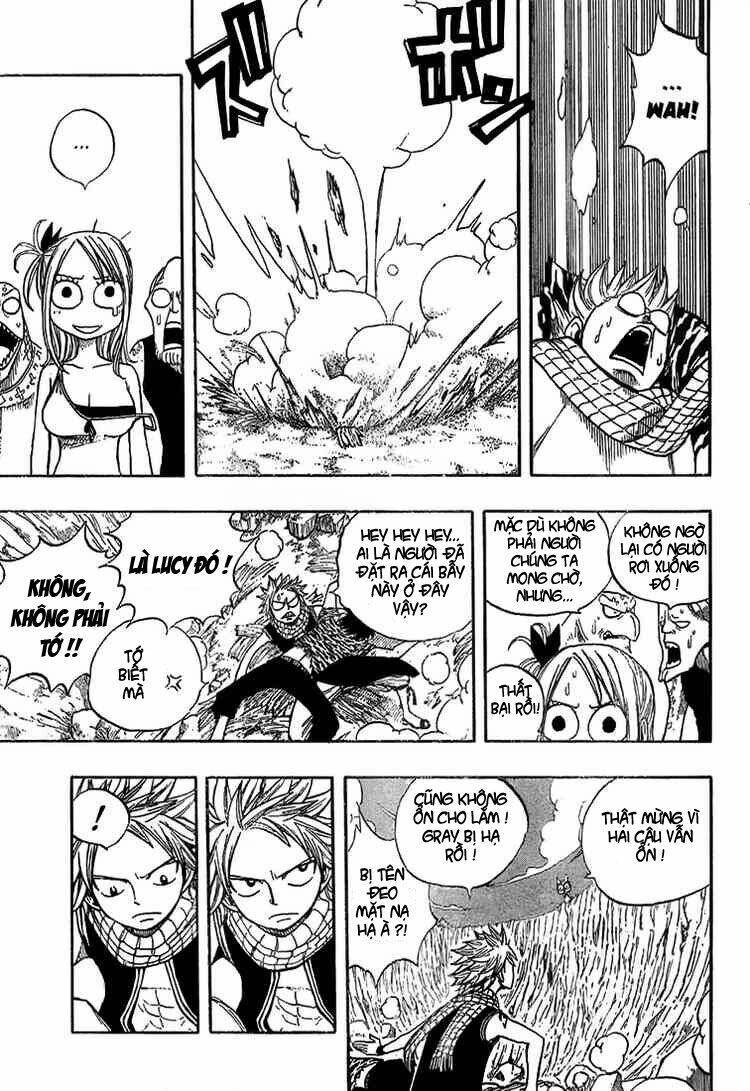 ...
WAH!
ズボン
...
KHÔNG NGỜ
LẠI CÓ NGƯỜI
RƠI XUỐNG
ĐÓ !
MẶC DÙ KHÔNG
PHẢI NGƯỜI
CHÚNG TA
MONG CHỜ,
NHƯNG...
THẤT
BẠI RỒI!
HEY HEY HEY...
AI LÀ NGƯỜI ĐÃ
ĐẶT RA CÁI BẪY
NÀY Ở ĐÂY
VẬY?
LÀ LUCY ĐÓ !
KHÔNG,
KHÔNG PHẢI
TỚ !!
TỚ
BIẾT
MÀ
THẬT MỪNG VÌ
HAI CẬU VẪN
ỔN !
CŨNG KHÔNG
ỔN CHO LẮM !
GRAY BỊ HẠ
RỒI !
BỊ TÊN
ĐEO
MẶT NẠ
HẠ À ?!
!